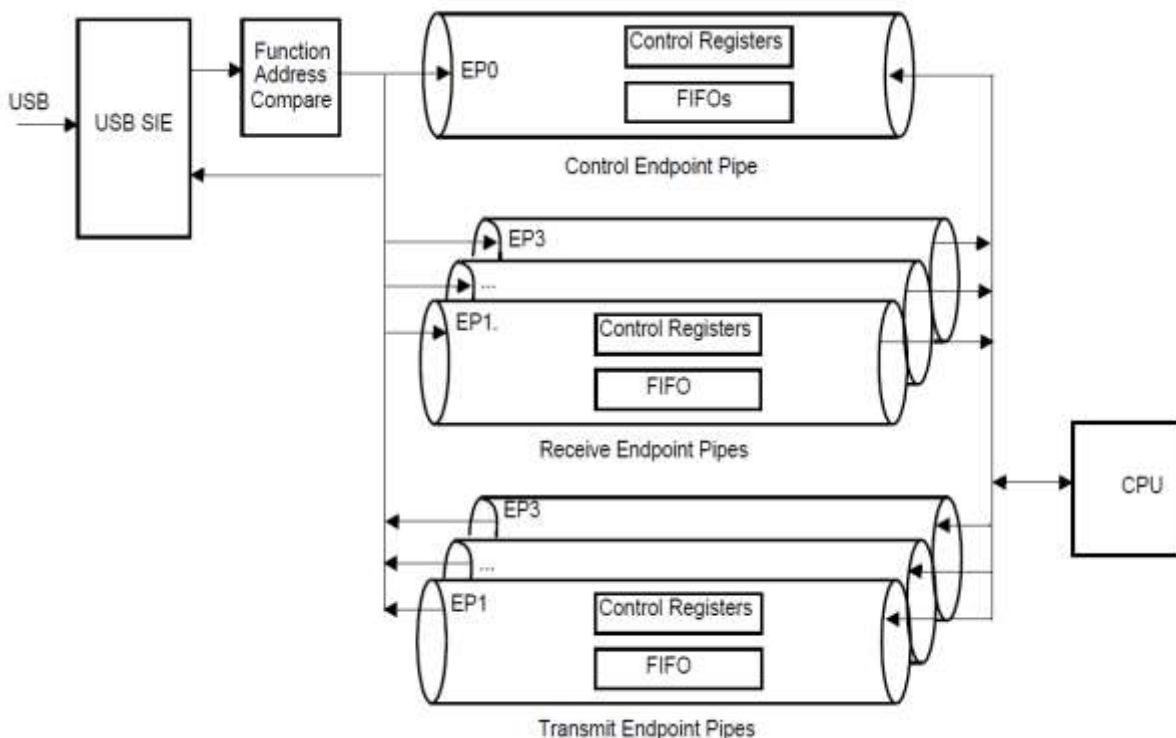 USB
USB SIE
Function
Address
Compare
EP0
Control Registers
FIFOs
Control Endpoint Pipe
EP3
...
EP1.
Control Registers
FIFO
Receive Endpoint Pipes
CPU
EP3
...
EP1
Control Registers
FIFO
Transmit Endpoint Pipes